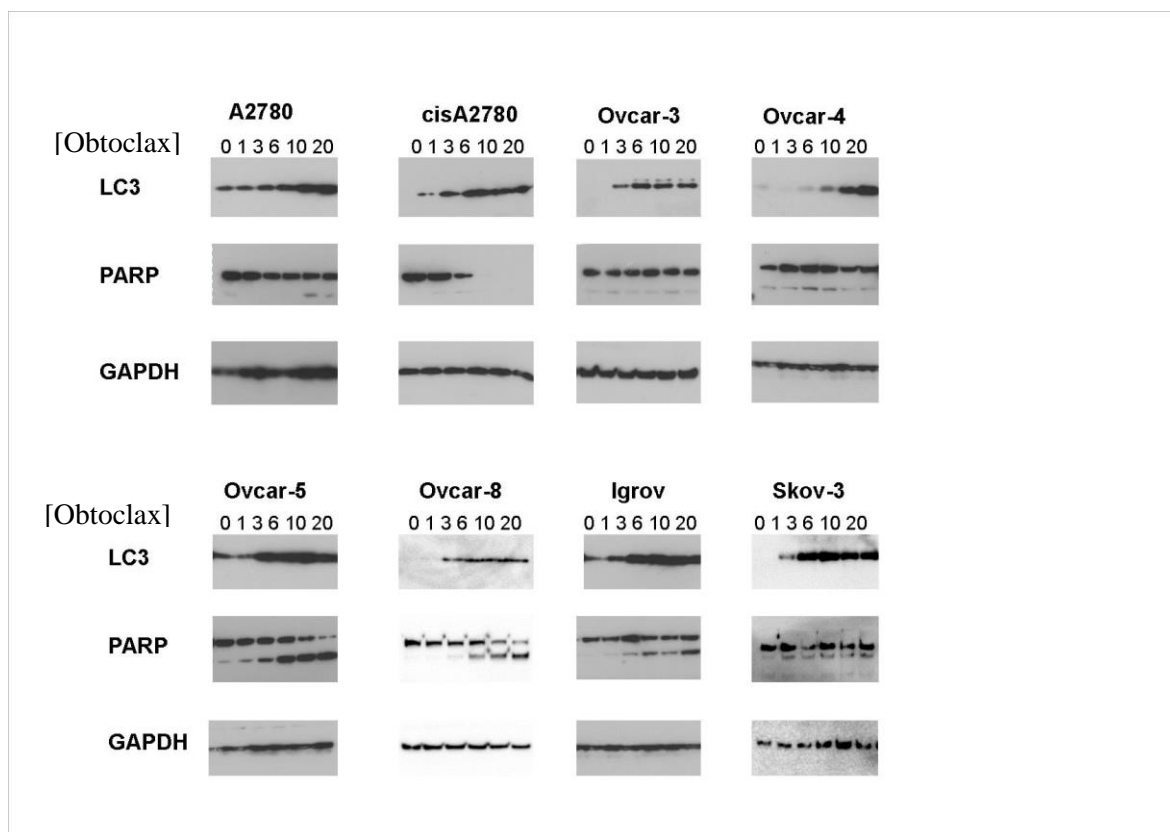 A2780 cisA2780 Ovcar-3 Ovcar-4
[Obtoclax] 0 1 3 6 10 20 0 1 3 6 10 20 0 1 3 6 10 20 0 1 3 6 10 20
LC3
PARP
GAPDH
Ovcar-5 Ovcar-8 Igrov Skov-3
[Obtoclax] 0 1 3 6 10 20 0 1 3 6 10 20 0 1 3 6 10 20 0 1 3 6 10 20
LC3
PARP
GAPDH